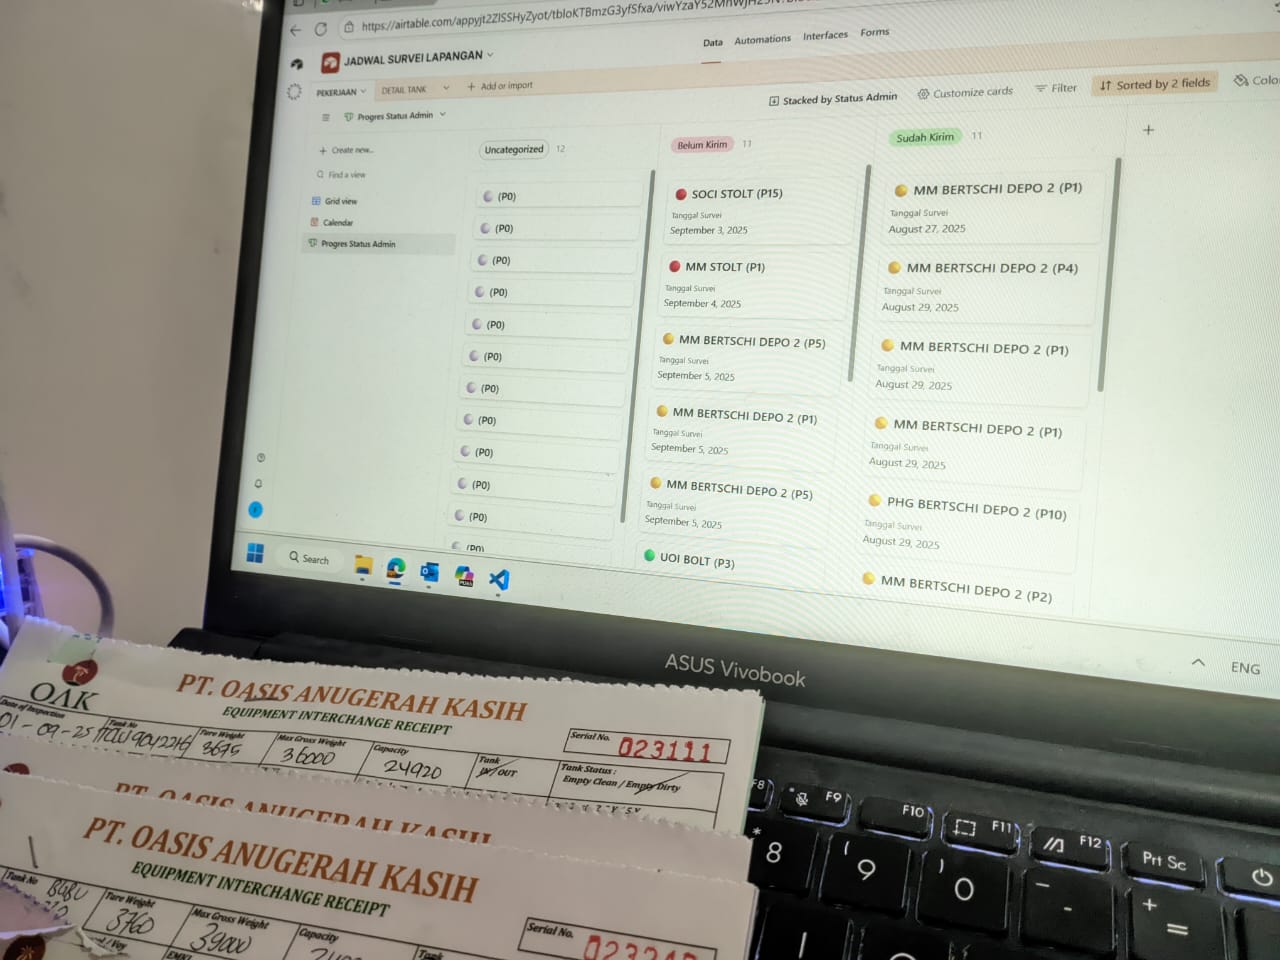 https://airtable.com/appyjt2ZlSSHyZyot/tbloKTBmzG3yfSfxa/
JADWAL SURVEI LAPANGAN
Data Automations Interfaces Forms
PEKERJAAN DETAIL TANK + Add or import
Progres Status Admin
Stacked by Status Admin Customize cards Filter Sorted by 2 fields
+ Create new...
Find a view
Grid view
Calendar
Progres Status Admin
Uncategorized 12
(P0)
(P0)
(P0)
(P0)
(P0)
(P0)
(P0)
(P0)
(P0)
(P0)
(P0)
(P0)
Belum Kirim 11
SOCI STOLT (P15)
Tanggal Survei
September 3, 2025
MM STOLT (P1)
Tanggal Survei
September 4, 2025
MM BERTSCHI DEPO 2 (P5)
Tanggal Survei
September 5, 2025
MM BERTSCHI DEPO 2 (P1)
Tanggal Survei
September 5, 2025
MM BERTSCHI DEPO 2 (P5)
Tanggal Survei
September 5, 2025
UOI BOLT (P3)
Sudah Kirim 11
MM BERTSCHI DEPO 2 (P1)
Tanggal Survei
August 27, 2025
MM BERTSCHI DEPO 2 (P4)
Tanggal Survei
August 29, 2025
MM BERTSCHI DEPO 2 (P1)
Tanggal Survei
August 29, 2025
MM BERTSCHI DEPO 2 (P1)
Tanggal Survei
August 29, 2025
PHG BERTSCHI DEPO 2 (P10)
Tanggal Survei
August 29, 2025
MM BERTSCHI DEPO 2 (P2)
Search
ENG
ASUS Vivobook
OAK
PT. OASIS ANUGERAH KASIH
EQUIPMENT INTERCHANGE RECEIPT
Serial No. 023111
Date of Inspection Tank No Tare Weight Max Gross Weight Capacity Tank Tank Status :
01-09-25 3695 36000 24920 IN/OUT Empty Clean / Empty Dirty
PT. OASIS ANUGERAH KASIH
PT. OASIS ANUGERAH KASIH
EQUIPMENT INTERCHANGE RECEIPT
Serial No.
Tank No Tare Weight Max Gross Weight Capacity
3760 39000
F8 F9 F10 F11 F12 Prt Sc
* 8 ( 9 ) 0 - + =